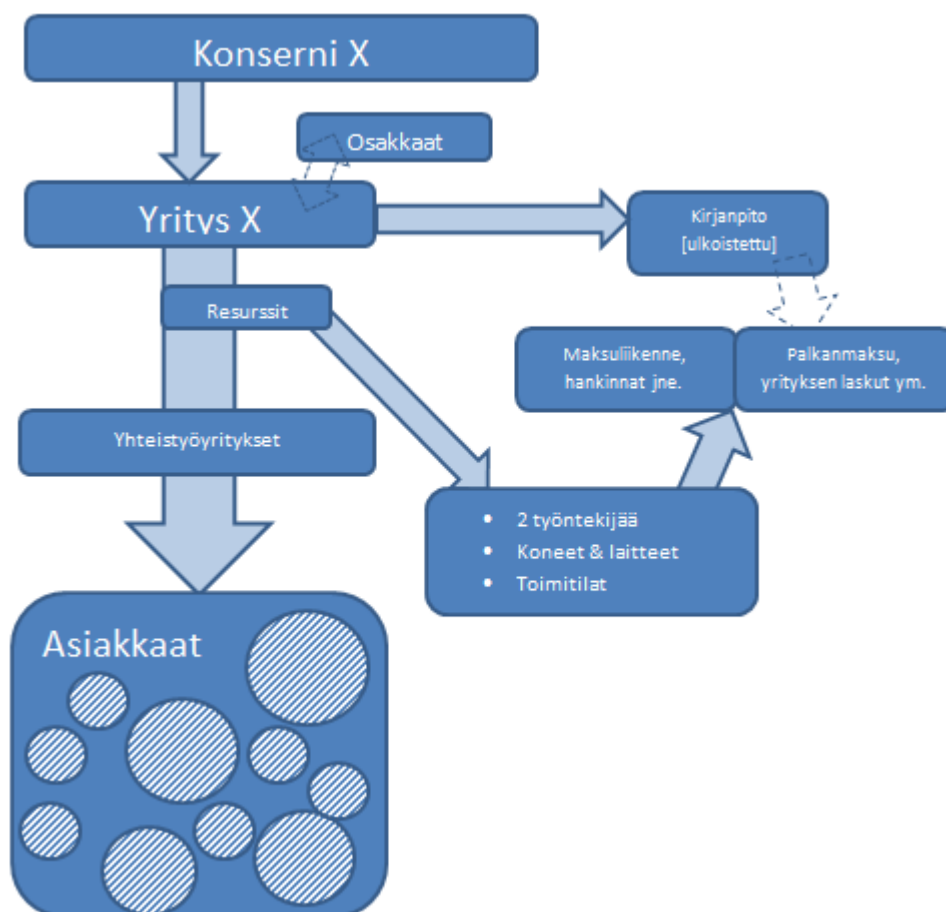 Konserni X
Osakkaat
Yritys X
Kirjanpito
[ulkoistettu]
Resurssit
Maksuliikenne,
hankinnat jne.
Palkanmaksu,
yrityksen laskut ym.
Yhteistyöyritykset
• 2 työntekijää
• Koneet & laitteet
• Toimitilat
Asiakkaat